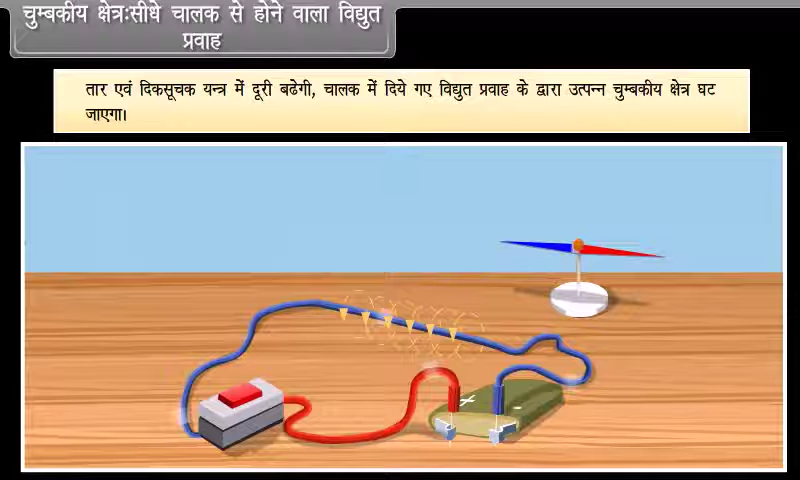 चुम्बकीय क्षेत्र:सीधे चालक से होने वाला विद्युत
प्रवाह
तार एवं दिकसूचक यन्त्र में दूरी बढेगी, चालक में दिये गए विद्युत प्रवाह के द्वारा उत्पन्न चुम्बकीय क्षेत्र घट
जाएगा।
+
-